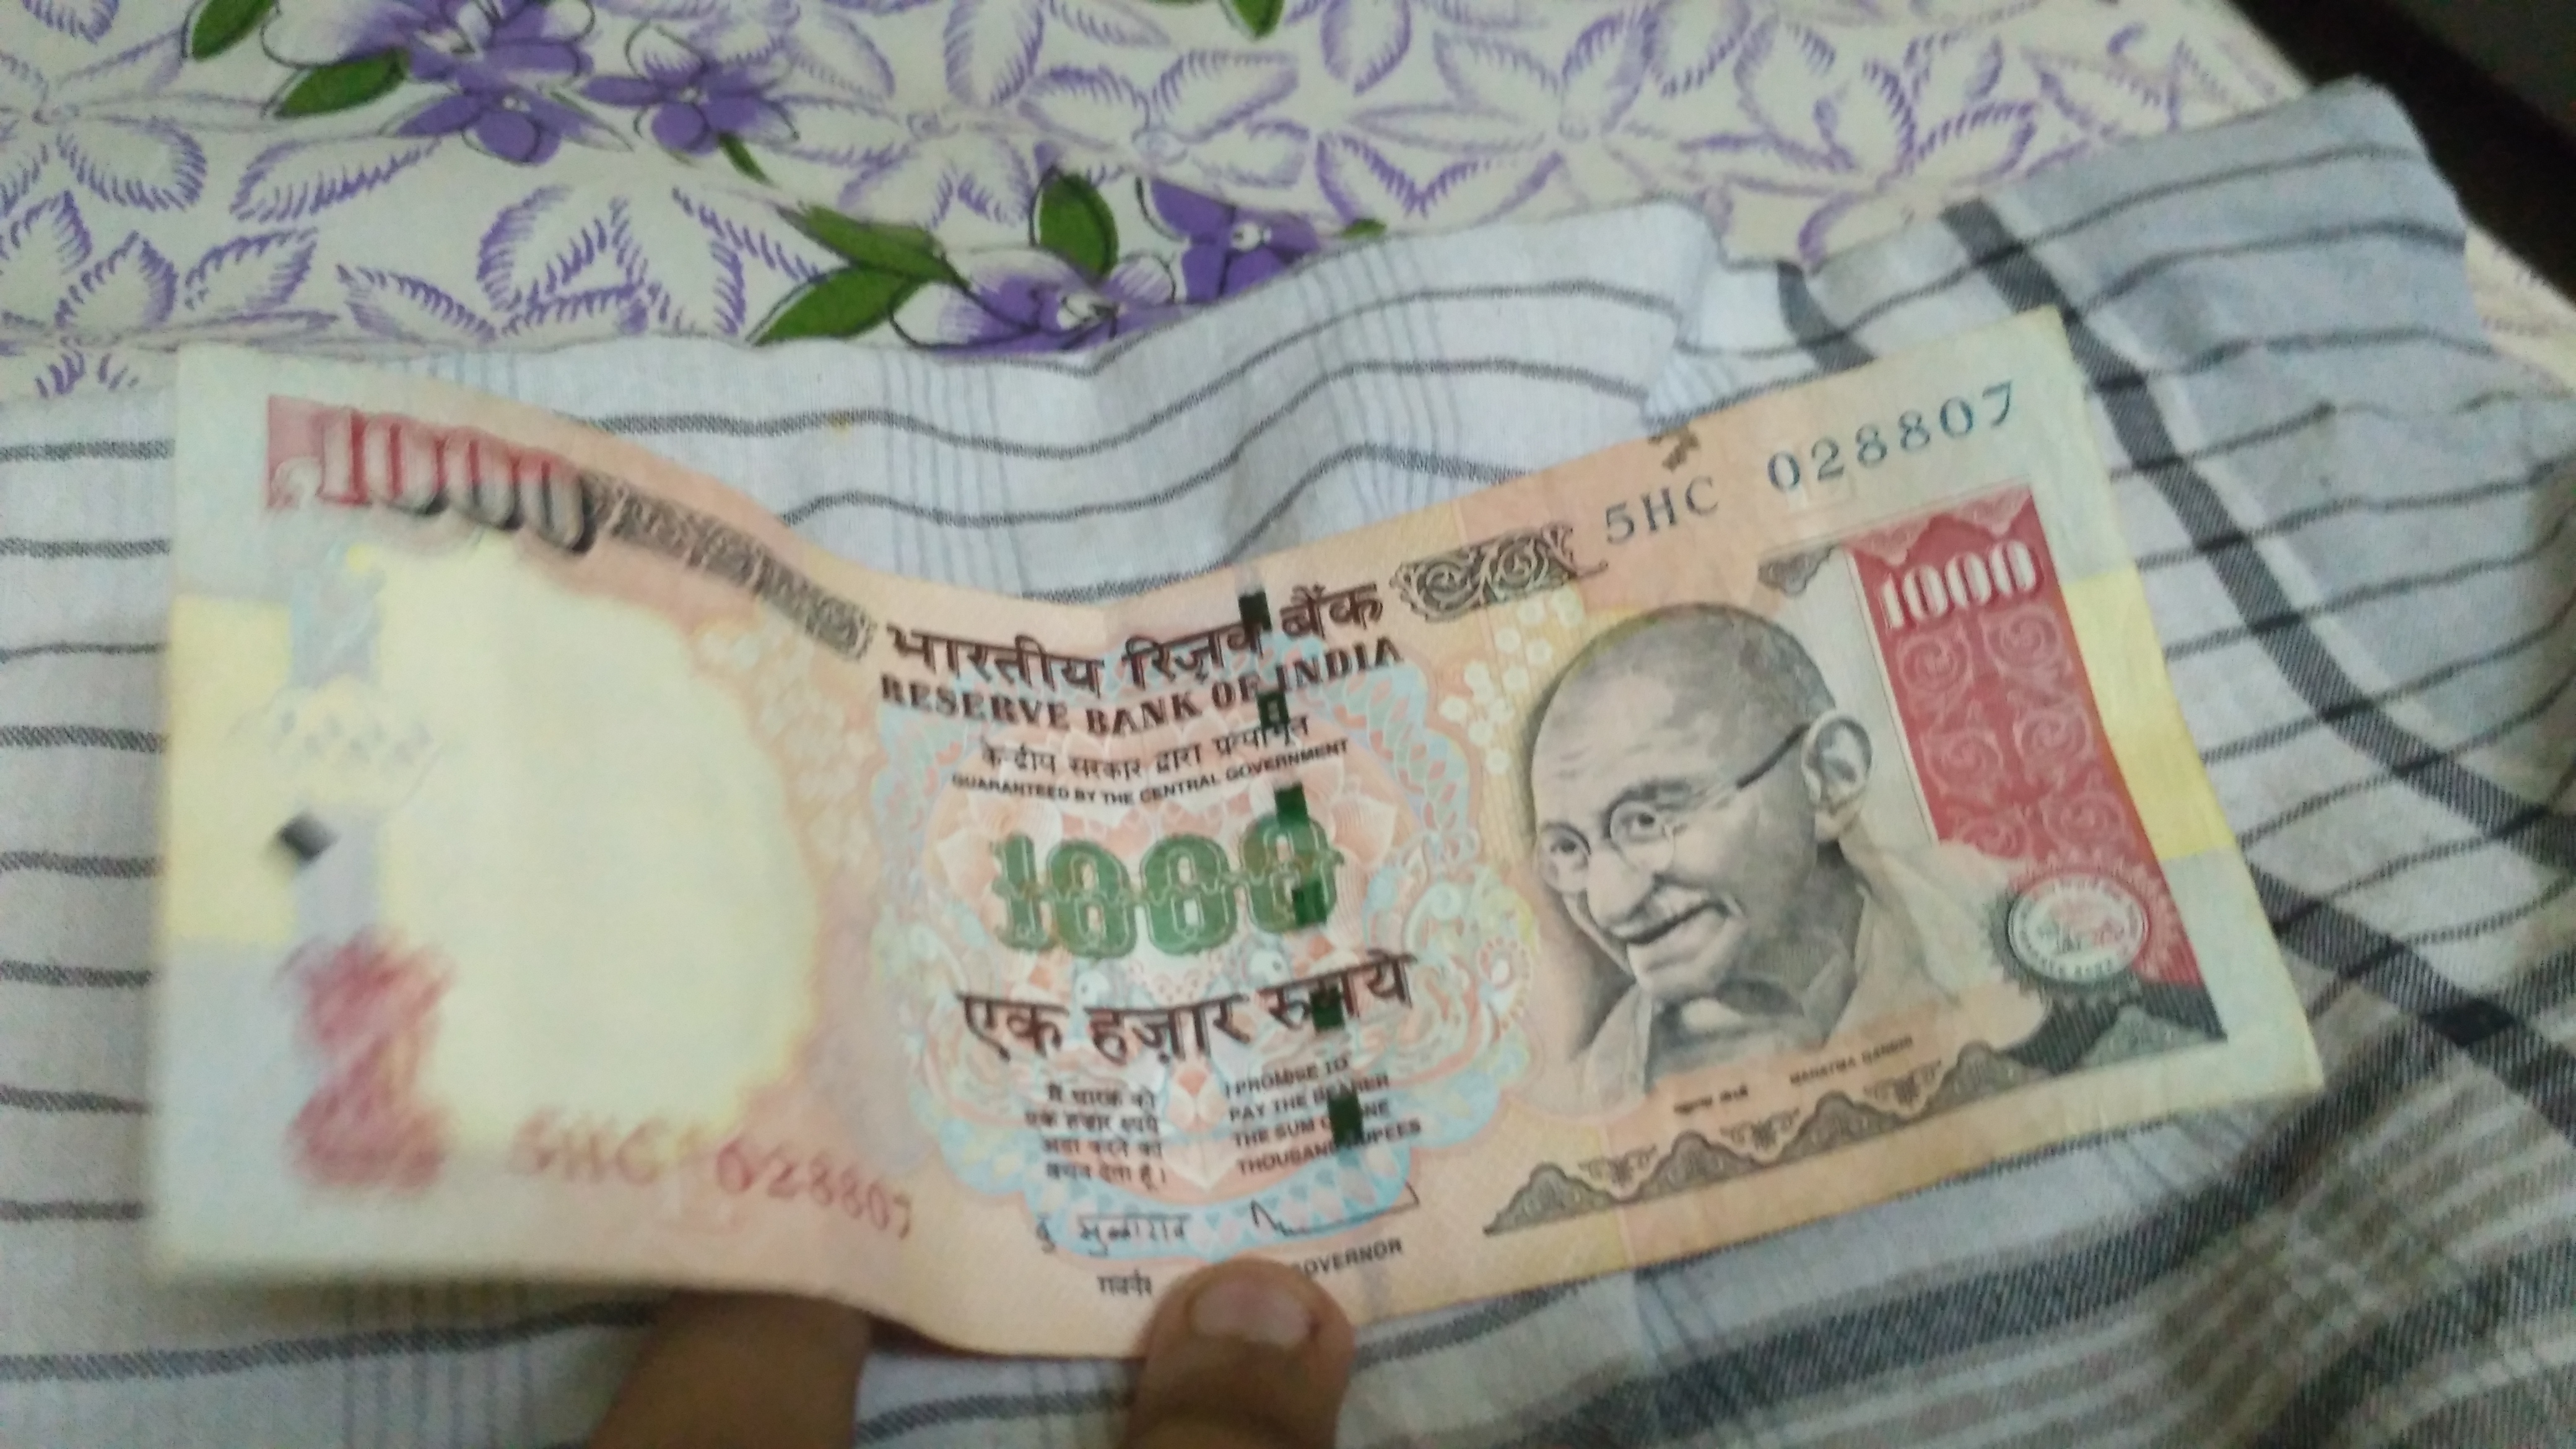 1000
5HC 028807
1000
भारतीय रिज़र्व बैंक
RESERVE BANK OF INDIA
केन्द्रीय सरकार द्वारा प्रत्याभूत
GUARANTEED BY THE CENTRAL GOVERNMENT
1000
एक हज़ार रुपये
मैं धारक को
एक हज़ार रुपये
अदा करने का
वचन देता हूँ।
I PROMISE TO
PAY THE BEARER
THE SUM OF ONE
THOUSAND RUPEES
गवर्नर
GOVERNOR
5HC 028807
महात्मा गांधी MAHATMA GANDHI